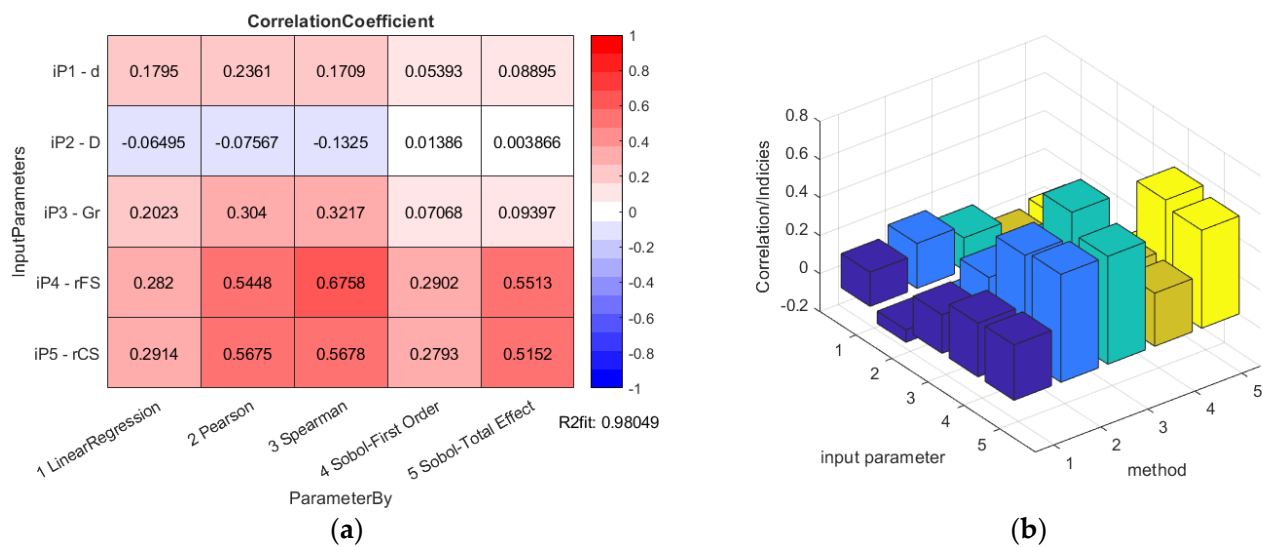 CorrelationCoefficient
InputParameters
iP1 - d 0.1795 0.2361 0.1709 0.05393 0.08895
iP2 - D -0.06495 -0.07567 -0.1325 0.01386 0.003866
iP3 - Gr 0.2023 0.304 0.3217 0.07068 0.09397
iP4 - rFS 0.282 0.5448 0.6758 0.2902 0.5513
iP5 - rCS 0.2914 0.5675 0.5678 0.2793 0.5152
1 LinearRegression
2 Pearson
3 Spearman
4 Sobol-First Order
5 Sobol-Total Effect
ParameterBy
1
0.8
0.6
0.4
0.2
0
-0.2
-0.4
-0.6
-0.8
-1
R2fit: 0.98049
(a)
Correlation/Indicies
0.8
0.6
0.4
0.2
0
-0.2
1
2
3
4
5
input parameter
1
2
3
4
5
method
(b)